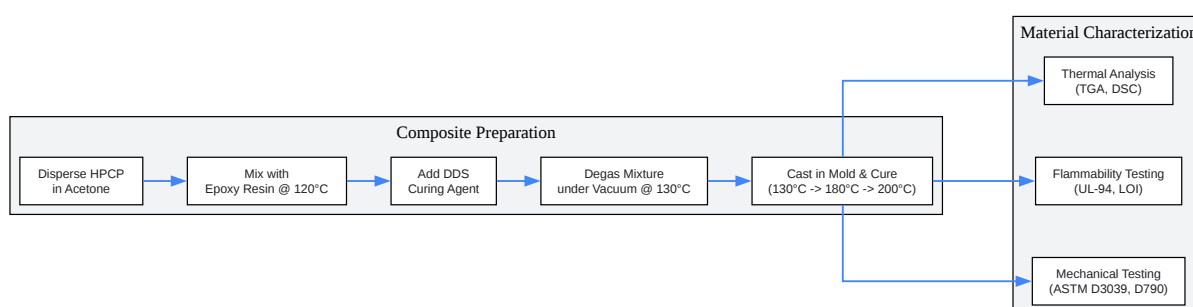 Material Characterization
Thermal Analysis
(TGA, DSC)
Composite Preparation
Disperse HPCP
in Acetone
Mix with
Epoxy Resin @ 120°C
Add DDS
Curing Agent
Degas Mixture
under Vacuum @ 130°C
Cast in Mold & Cure
(130°C -> 180°C -> 200°C)
Flammability Testing
(UL-94, LOI)
Mechanical Testing
(ASTM D3039, D790)